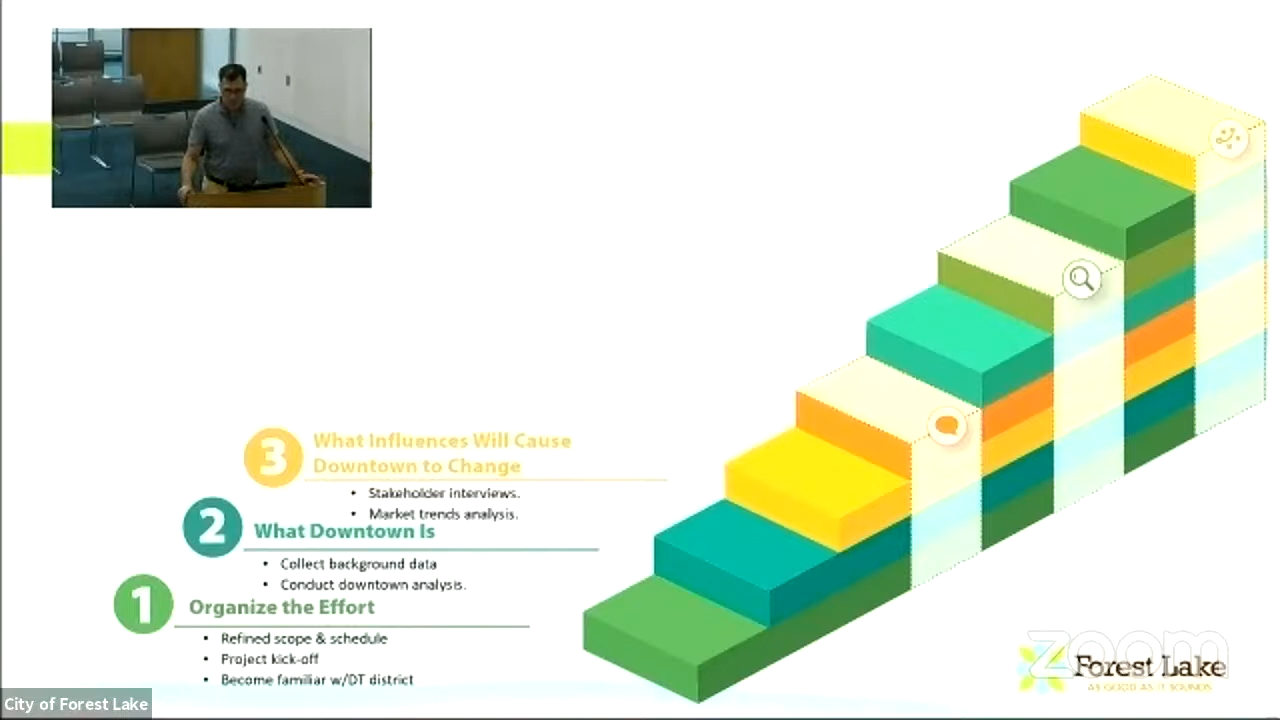 3
What Influences Will Cause
Downtown to Change
• Stakeholder interviews.
• Market trends analysis.
2
What Downtown Is
• Collect background data
• Conduct downtown analysis.
1
Organize the Effort
• Refined scope & schedule
• Project kick-off
• Become familiar w/DT district
zoom
Forest Lake
AS GOOD AS IT SOUNDS
City of Forest Lake